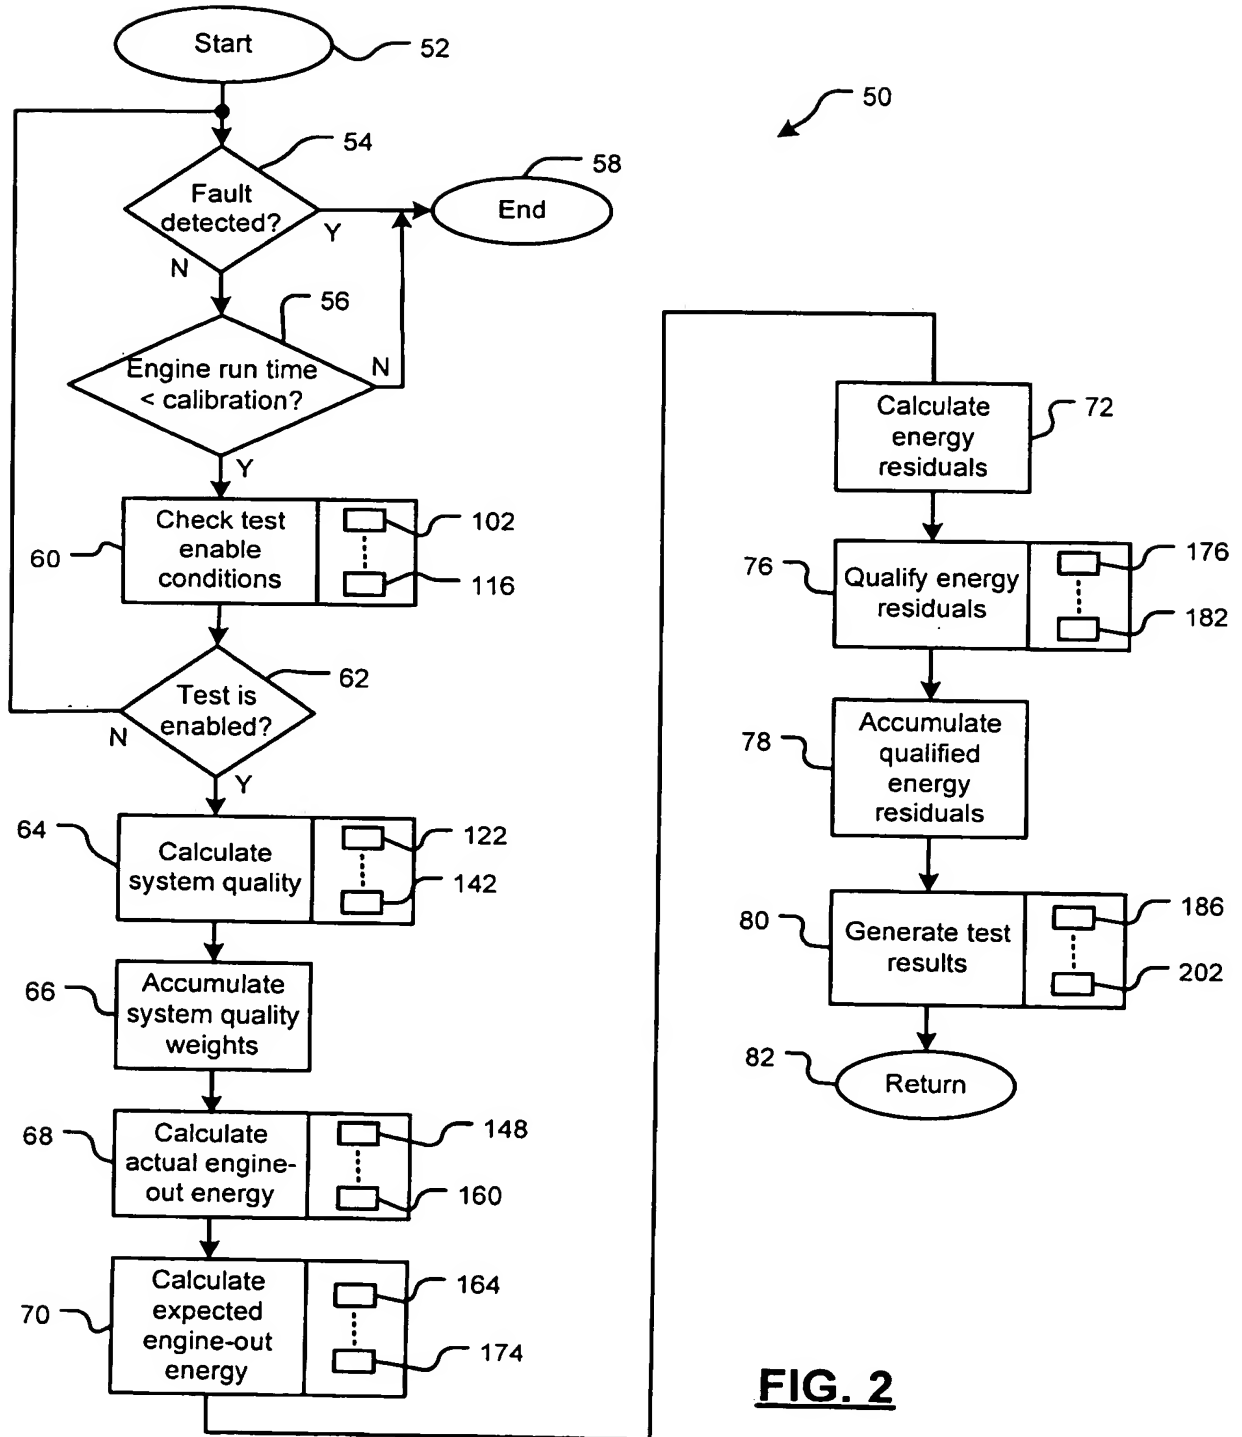 Start
52
50
54
Fault
detected?
Y
N
58
End
56
Engine run time
< calibration?
N
Y
60
Check test
enable
conditions
102
116
62
Test is
enabled?
N
Y
64
Calculate
system quality
122
142
66
Accumulate
system quality
weights
68
Calculate
actual engine-
out energy
148
160
70
Calculate
expected
engine-out
energy
164
174
Calculate
energy
residuals
72
76
Qualify energy
residuals
176
182
78
Accumulate
qualified
energy
residuals
80
Generate test
results
186
202
82
Return
FIG. 2